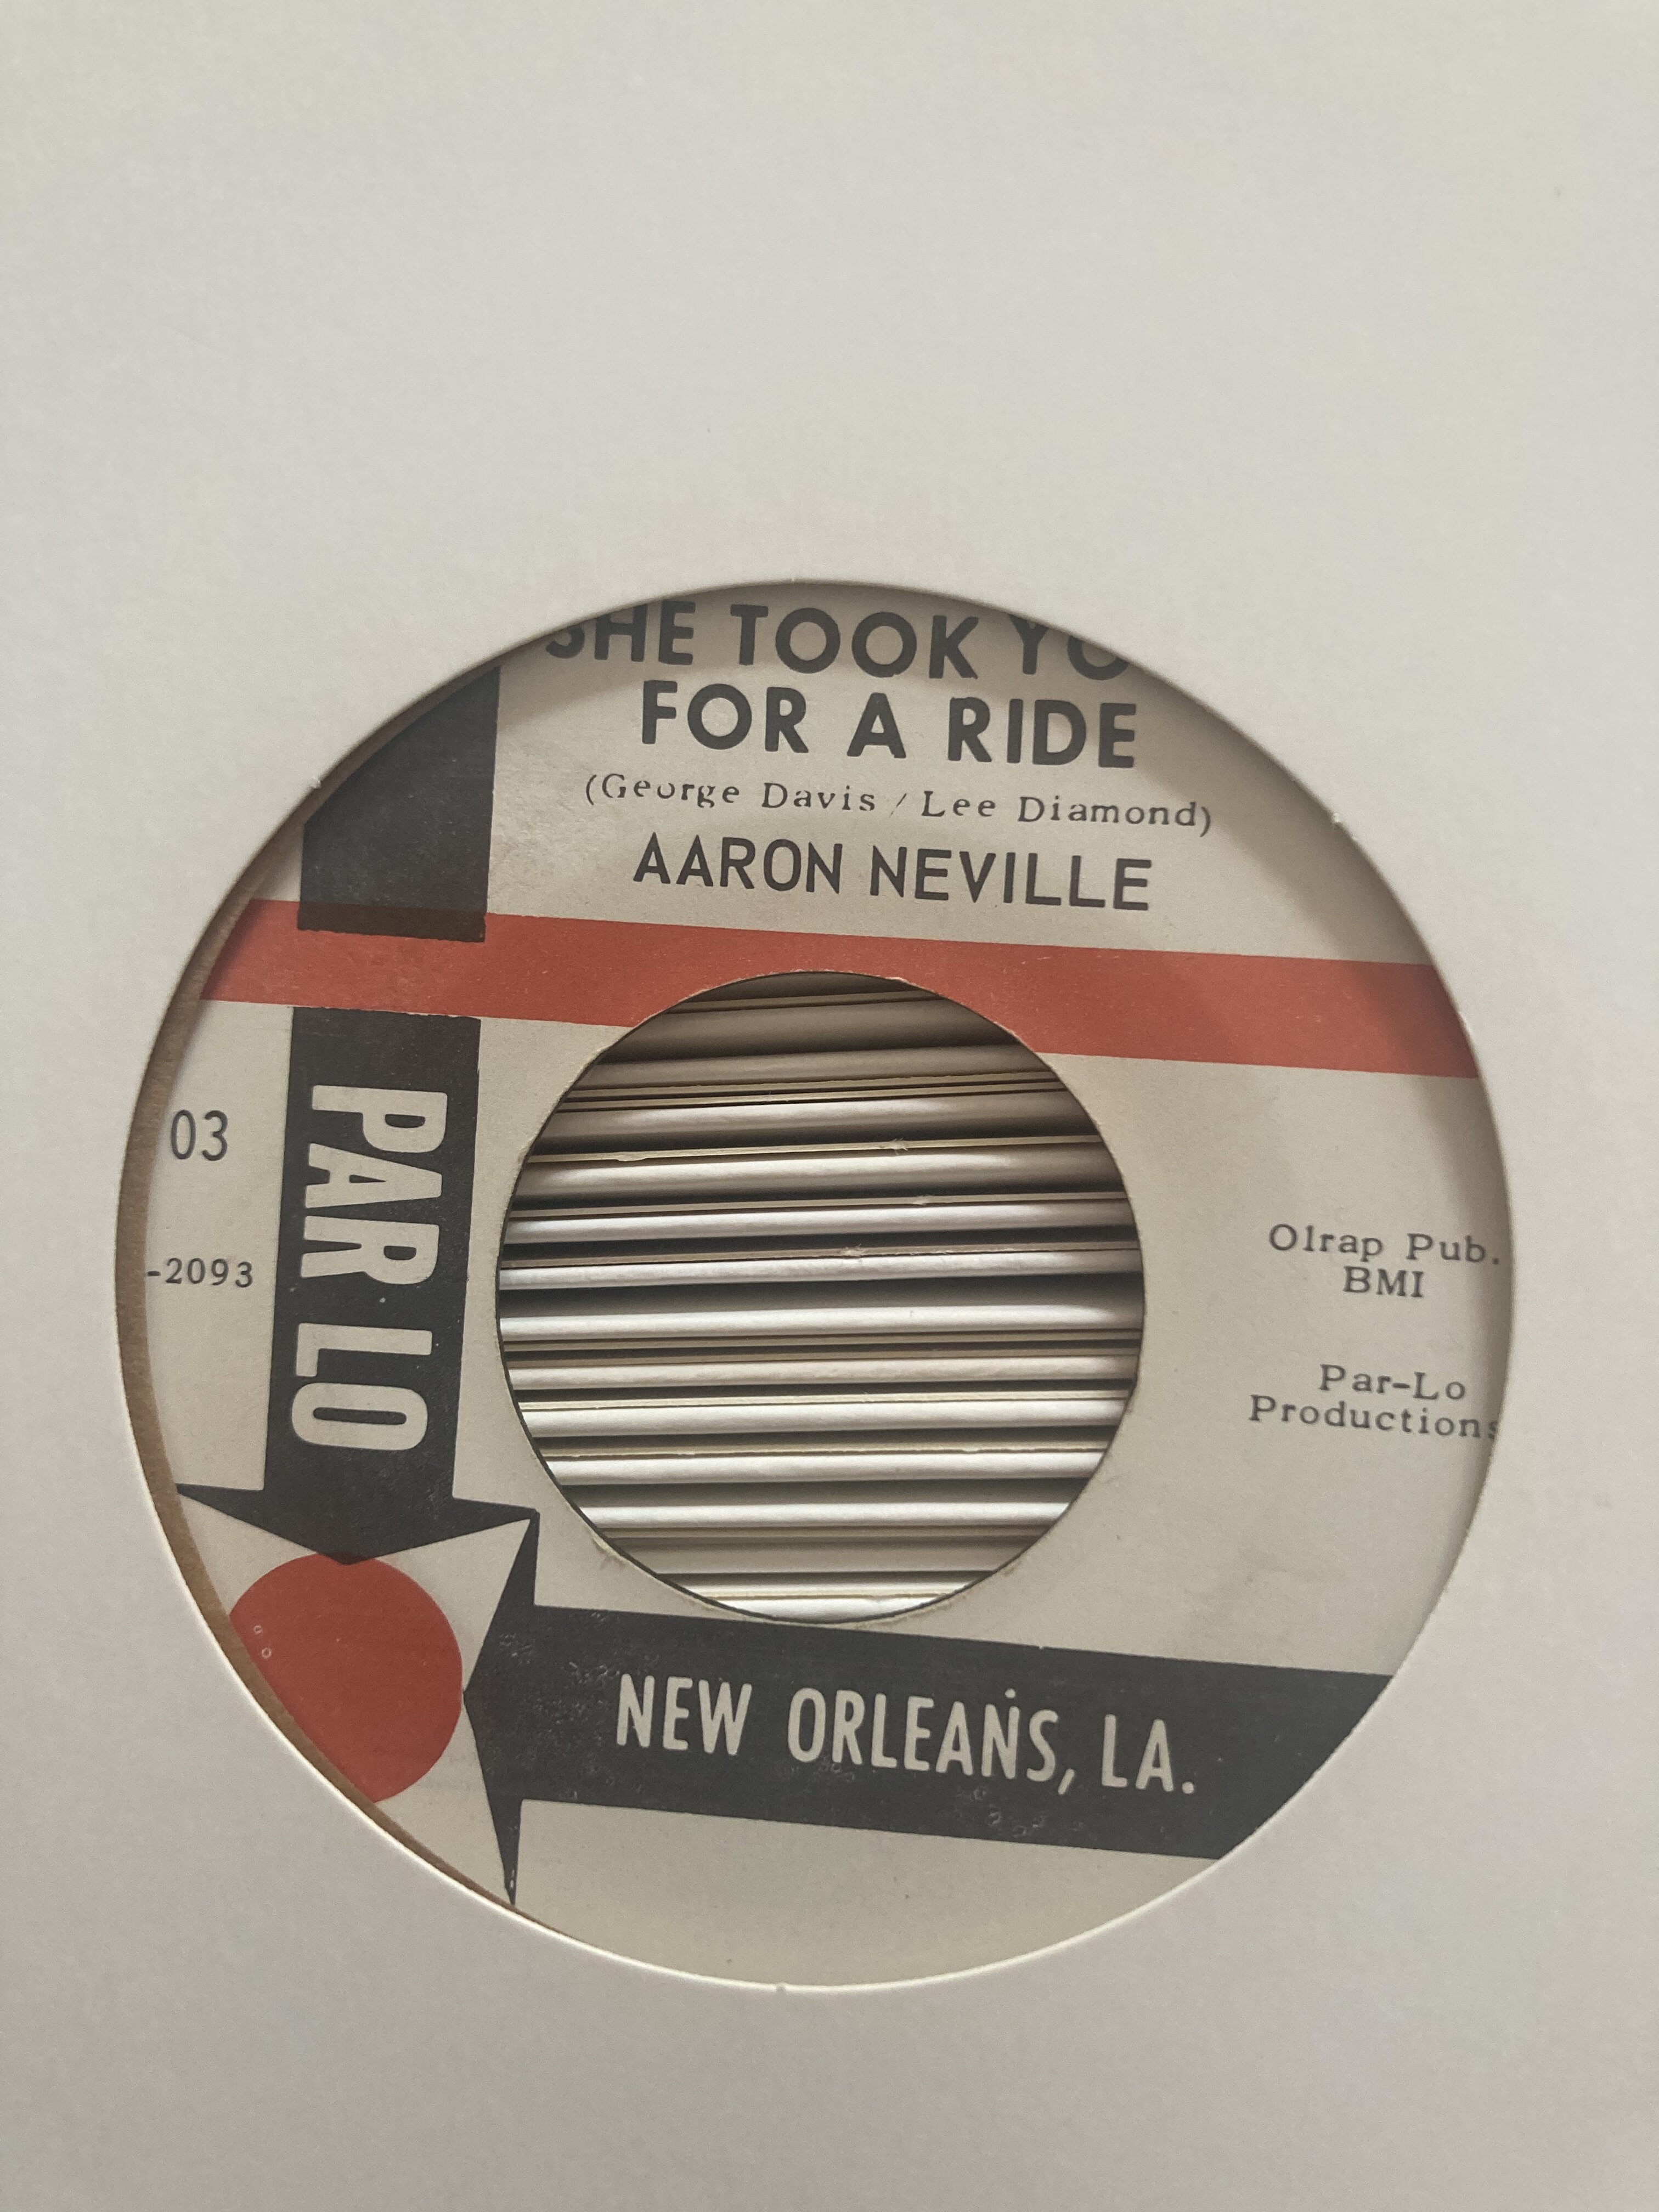 SHE TOOK YO
FOR A RIDE
(George Davis / Lee Diamond)
AARON NEVILLE
03
-2093
PAR LO
Olrap Pub.
BMI
Par-Lo
Productions
NEW ORLEANS, LA.